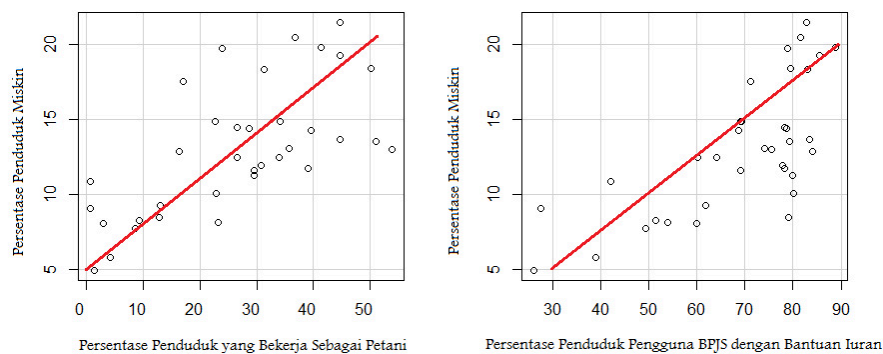 Persentase Penduduk Miskin
20
15
10
5
0 10 20 30 40 50
Persentase Penduduk yang Bekerja Sebagai Petani
Persentase Penduduk Miskin
20
15
10
5
30 40 50 60 70 80 90
Persentase Penduduk Pengguna BPJS dengan Bantuan Iuran